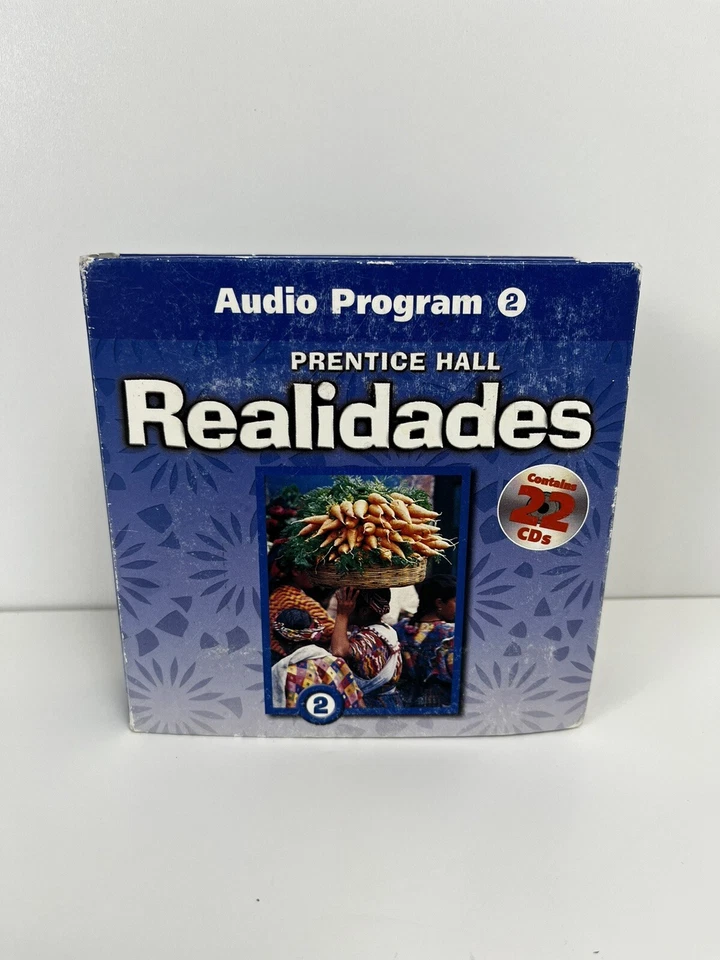 Audio Program 2
PRENTICE HALL
Realidades
Contains
22
CDs
2